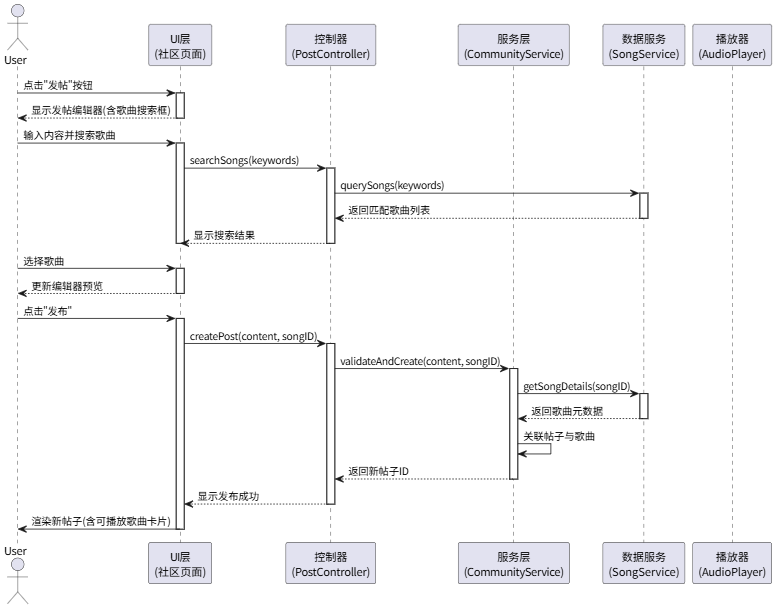 User
UI层
(社区页面)
控制器
(PostController)
服务层
(CommunityService)
数据服务
(SongService)
播放器
(AudioPlayer)
点击"发帖"按钮
显示发帖编辑器(含歌曲搜索框)
输入内容并搜索歌曲
searchSongs(keywords)
querySongs(keywords)
返回匹配歌曲列表
显示搜索结果
选择歌曲
更新编辑器预览
点击"发布"
createPost(content, songID)
validateAndCreate(content, songID)
getSongDetails(songID)
返回歌曲元数据
关联帖子与歌曲
返回新帖子ID
显示发布成功
渲染新帖子(含可播放歌曲卡片)
User
UI层
(社区页面)
控制器
(PostController)
服务层
(CommunityService)
数据服务
(SongService)
播放器
(AudioPlayer)